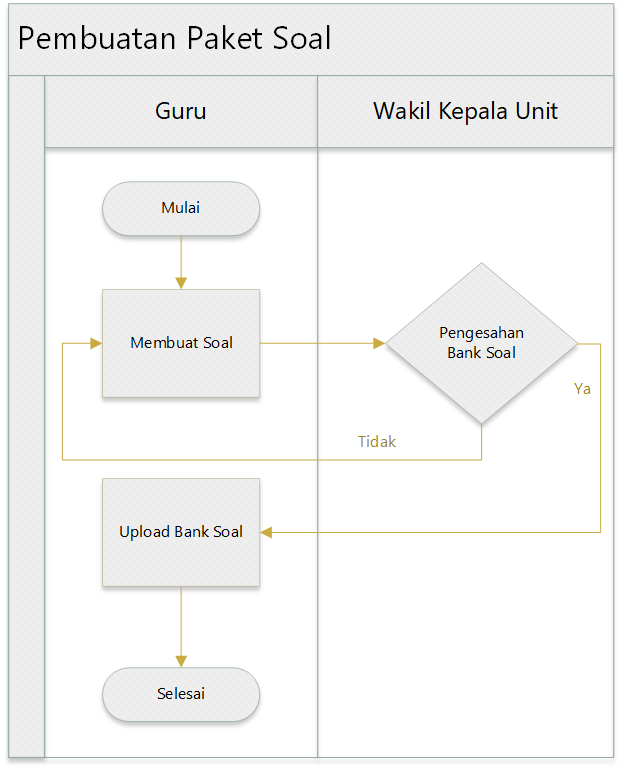 Pembuatan Paket Soal
Guru
Wakil Kepala Unit
Mulai
Membuat Soal
Pengesahan
Bank Soal
Ya
Tidak
Upload Bank Soal
Selesai